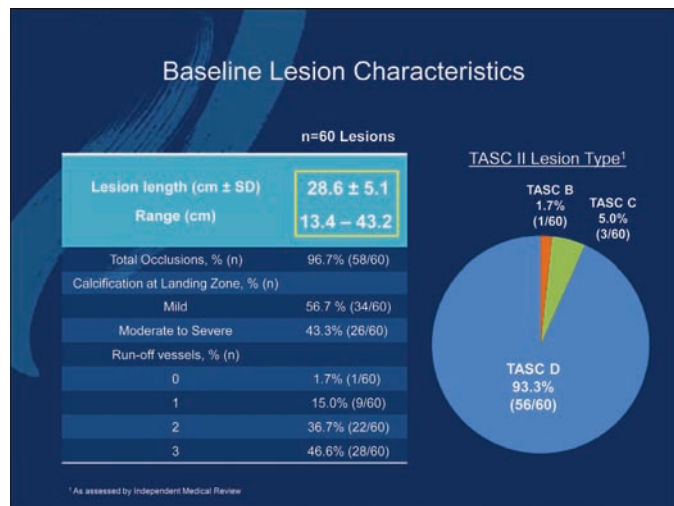 Baseline Lesion Characteristics
n=60 Lesions
Lesion length (cm ± SD) 28.6 ± 5.1
Range (cm) 13.4 – 43.2
Total Occlusions, % (n) 96.7% (58/60)
Calcification at Landing Zone, % (n)
Mild 56.7 % (34/60)
Moderate to Severe 43.3% (26/60)
Run-off vessels, % (n)
0 1.7% (1/60)
1 15.0% (9/60)
2 36.7% (22/60)
3 46.6% (28/60)
TASC II Lesion Type¹
TASC B
1.7%
(1/60)
TASC C
5.0%
(3/60)
TASC D
93.3%
(56/60)
¹ As assessed by Independent Medical Review